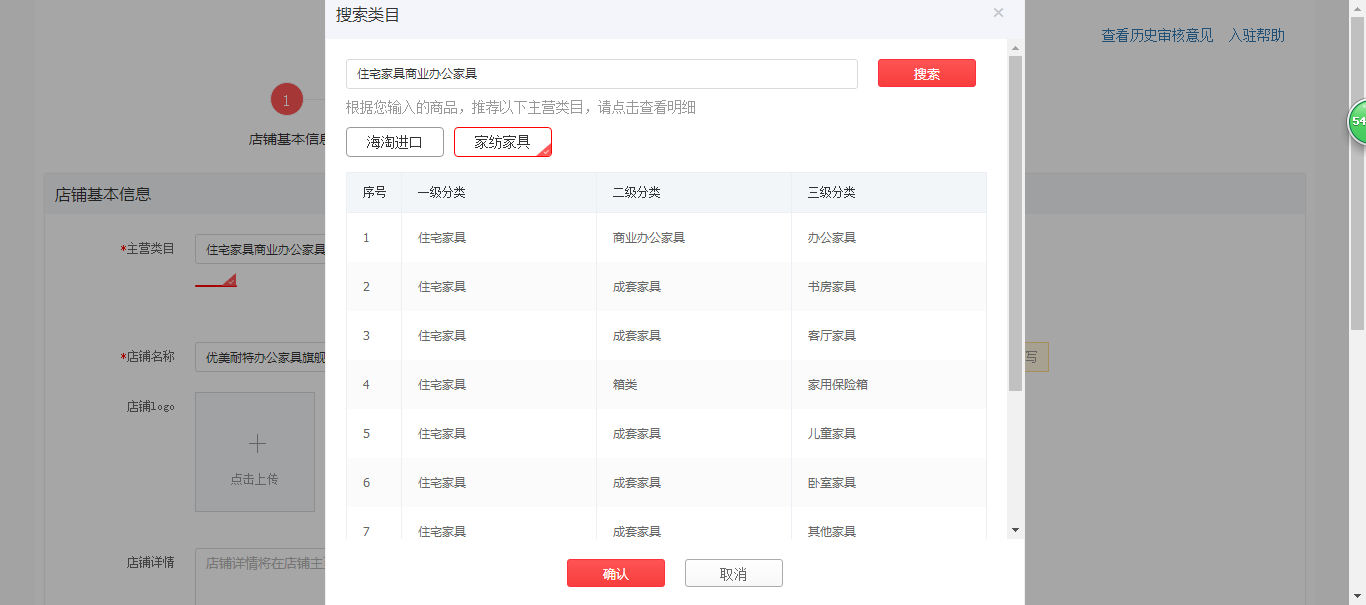 搜索类目
×
查看历史审核意见 入驻帮助
住宅家具商业办公家具
搜索
根据您输入的商品，推荐以下主营类目，请点击查看明细
海淘进口 家纺家具
序号 一级分类 二级分类 三级分类
1 住宅家具 商业办公家具 办公家具
2 住宅家具 成套家具 书房家具
3 住宅家具 成套家具 客厅家具
4 住宅家具 箱类 家用保险箱
5 住宅家具 成套家具 儿童家具
6 住宅家具 成套家具 卧室家具
7 住宅家具 成套家具 其他家具
确认 取消
1
店铺基本信息
店铺基本信息
*主营类目 住宅家具商业办公家具
*店铺名称 优美耐特办公家具旗舰
写
店铺logo
点击上传
店铺详情 店铺详情将在店铺主
54